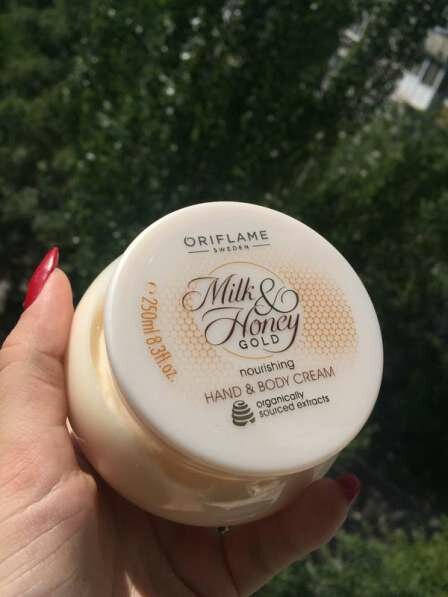 ORIFLAME
SWEDEN
Milk &
Honey
GOLD
nourishing
HAND & BODY CREAM
organically
sourced extracts
℮ 250ml 8.3fl.oz.